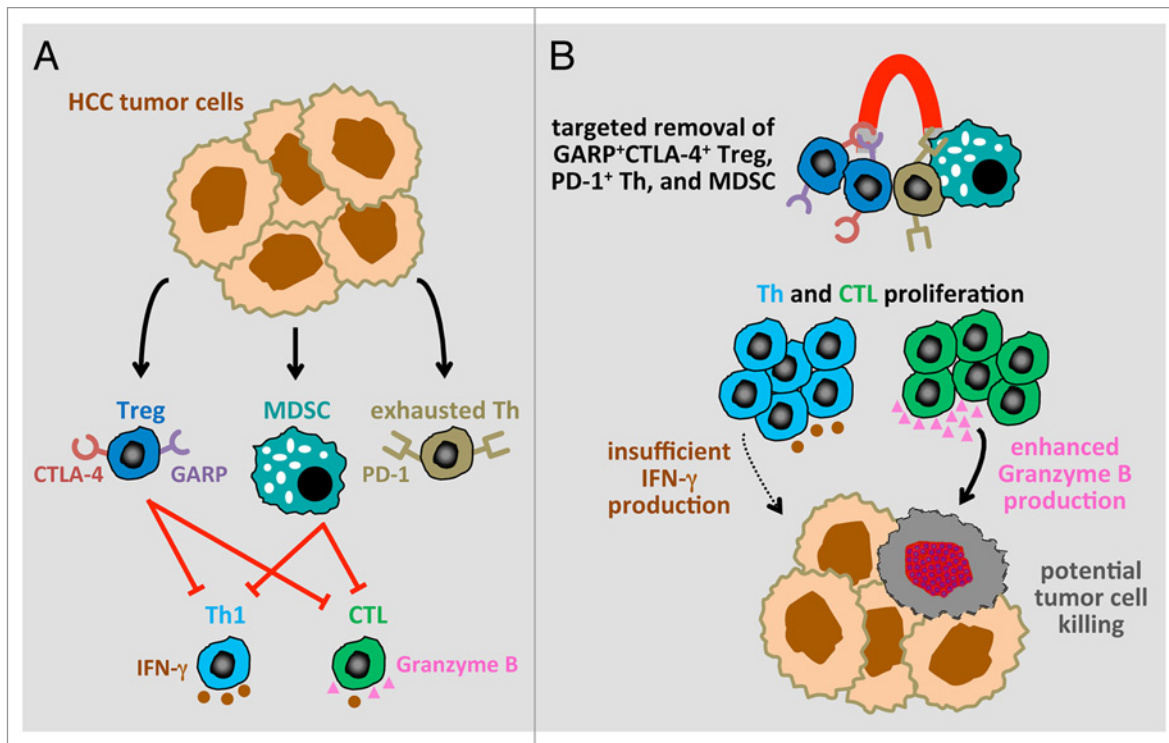 A
HCC tumor cells
Treg
MDSC
exhausted Th
CTLA-4
GARP
PD-1
Th1
CTL
IFN-γ
Granzyme B
B
targeted removal of
GARP⁺CTLA-4⁺ Treg,
PD-1⁺ Th, and MDSC
Th and CTL proliferation
insufficient
IFN-γ
production
enhanced
Granzyme B
production
potential
tumor cell
killing